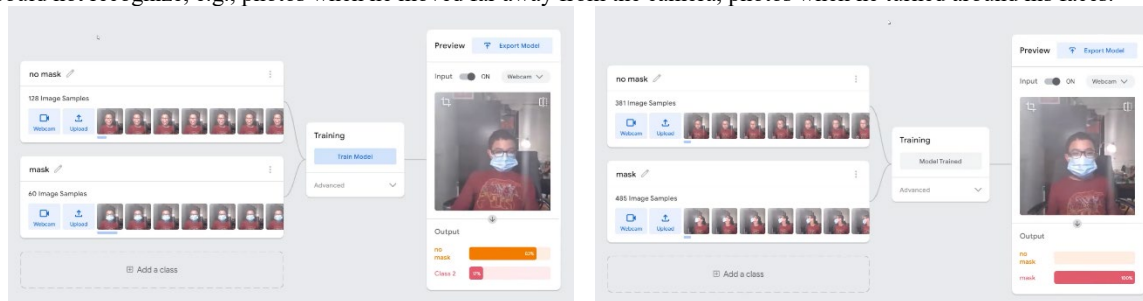 could not recognize, e.g., photos when he moved far away from the camera, photos when he turned around his faces.
Preview
Export Model
no mask
Input
ON
Webcam
128 Image Samples
Webcam
Upload
Training
Train Model
mask
Advanced
60 Image Samples
Webcam
Upload
Output
no
mask
Class 2
Add a class
Preview
Export Model
no mask
Input
ON
Webcam
381 Image Samples
Webcam
Upload
Training
Model Trained
mask
Advanced
485 Image Samples
Webcam
Upload
Output
no
mask
mask
100%
Add a class